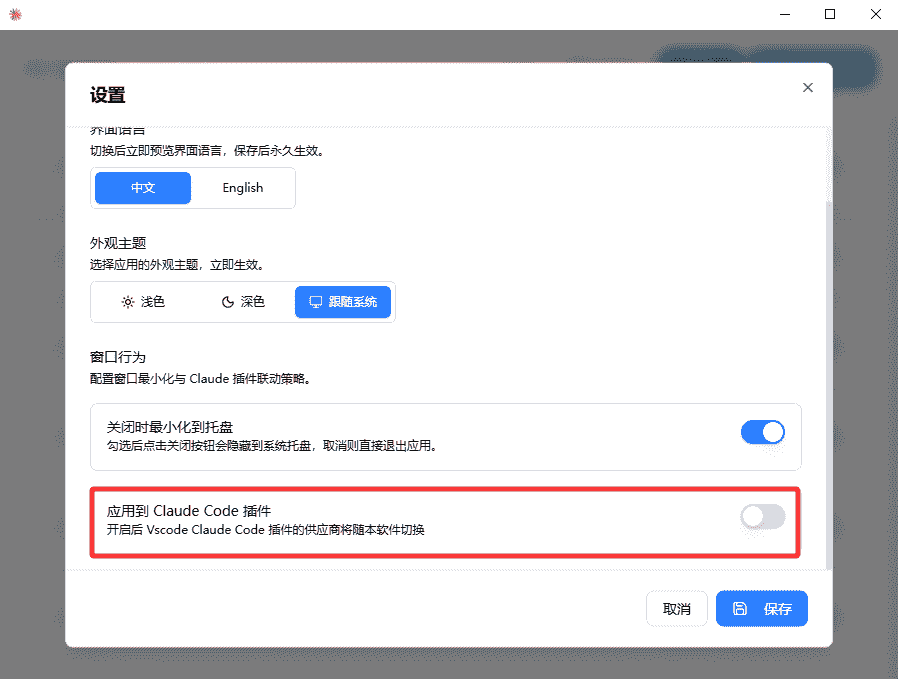 设置
界面语言
切换后立即预览界面语言，保存后永久生效。
中文 English
外观主题
选择应用的外观主题，立即生效。
浅色 深色 跟随系统
窗口行为
配置窗口最小化与 Claude 插件联动策略。
关闭时最小化到托盘
勾选后点击关闭按钮会隐藏到系统托盘，取消则直接退出应用。
应用到 Claude Code 插件
开启后 Vscode Claude Code 插件的供应商将随本软件切换
取消 保存